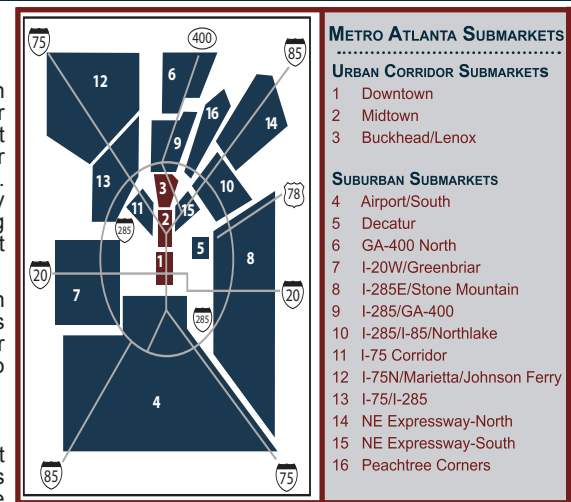 75
400
85
12
6
16
14
9
13
10
3
11
15
2
285
78
5
1
8
20
7
20
285
4
85
75
METRO ATLANTA SUBMARKETS
URBAN CORRIDOR SUBMARKETS
1 Downtown
2 Midtown
3 Buckhead/Lenox
SUBURBAN SUBMARKETS
4 Airport/South
5 Decatur
6 GA-400 North
7 I-20W/Greenbriar
8 I-285E/Stone Mountain
9 I-285/GA-400
10 I-285/I-85/Northlake
11 I-75 Corridor
12 I-75N/Marietta/Johnson Ferry
13 I-75/I-285
14 NE Expressway-North
15 NE Expressway-South
16 Peachtree Corners